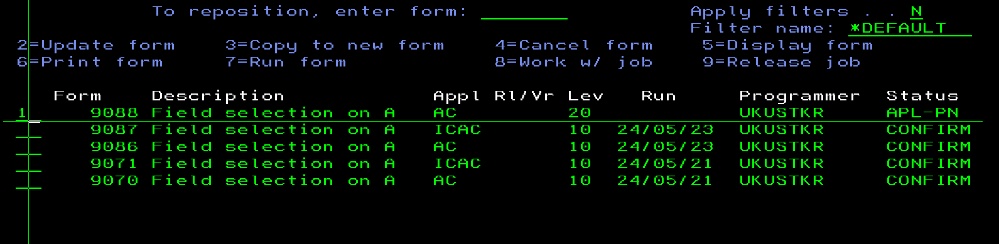 To reposition, enter form: Apply filters . . N
Filter name: *DEFAULT
2=Update form 3=Copy to new form 4=Cancel form 5=Display form
6=Print form 7=Run form 8=Work w/ job 9=Release job
Form Description Appl Rl/Vr Lev Run Programmer Status
1 9088 Field selection on A AC 20 UKUSTKR APL-PN
9087 Field selection on A ICAC 10 24/05/23 UKUSTKR CONFIRM
9086 Field selection on A AC 10 24/05/23 UKUSTKR CONFIRM
9071 Field selection on A ICAC 10 24/05/21 UKUSTKR CONFIRM
9070 Field selection on A AC 10 24/05/21 UKUSTKR CONFIRM